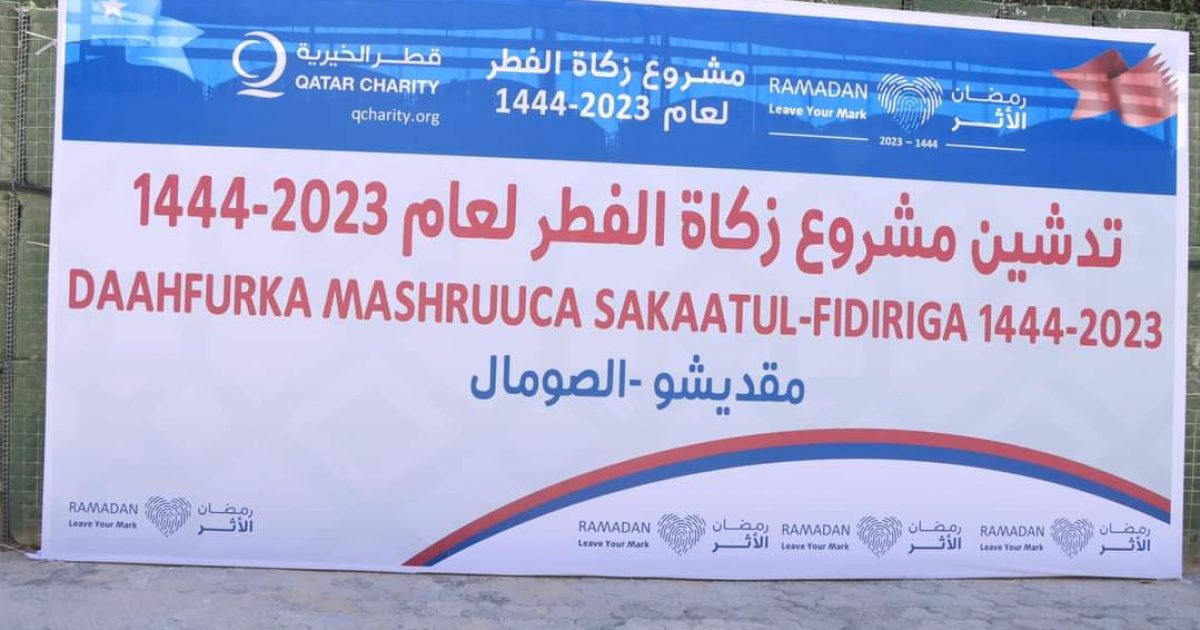 قطر الخيرية
QATAR CHARITY
qcharity.org
مشروع زكاة الفطر
لعام 2023-1444
RAMADAN
Leave Your Mark
رمضان
الأثر
2023 – 1444
تدشين مشروع زكاة الفطر لعام 2023-1444
DAAHFURKA MASHRUUCA SAKAATUL-FIDIRIGA 1444-2023
مقديشو -الصومال
RAMADAN
Leave Your Mark
رمضان
الأثر
RAMADAN
Leave Your Mark
رمضان
الأثر
RAMADAN
Leave Your Mark
رمضان
الأثر
RAMADAN
Leave Your Mark
رمضان
الأثر